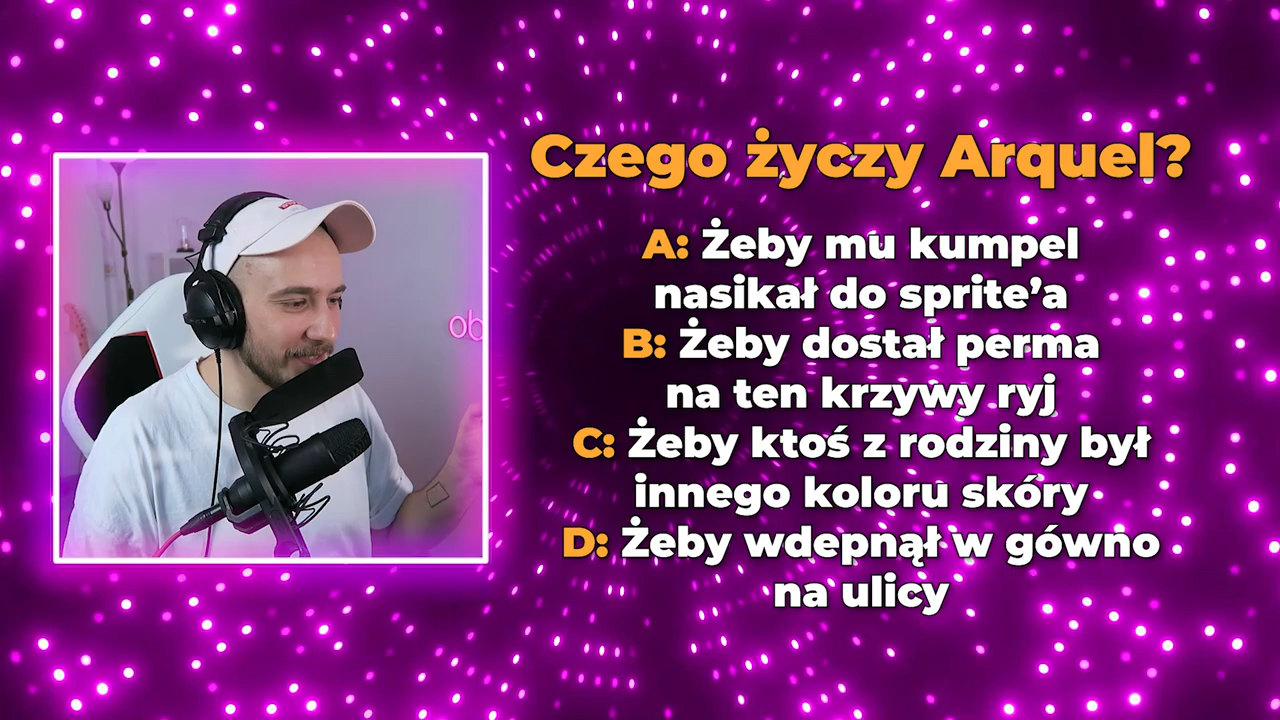 Czego życzy Arquel?
A: Żeby mu kumpel
nasikał do sprite’a
B: Żeby dostał perma
na ten krzywy ryj
C: Żeby ktoś z rodziny był
innego koloru skóry
D: Żeby wdepnął w gówno
na ulicy
ob